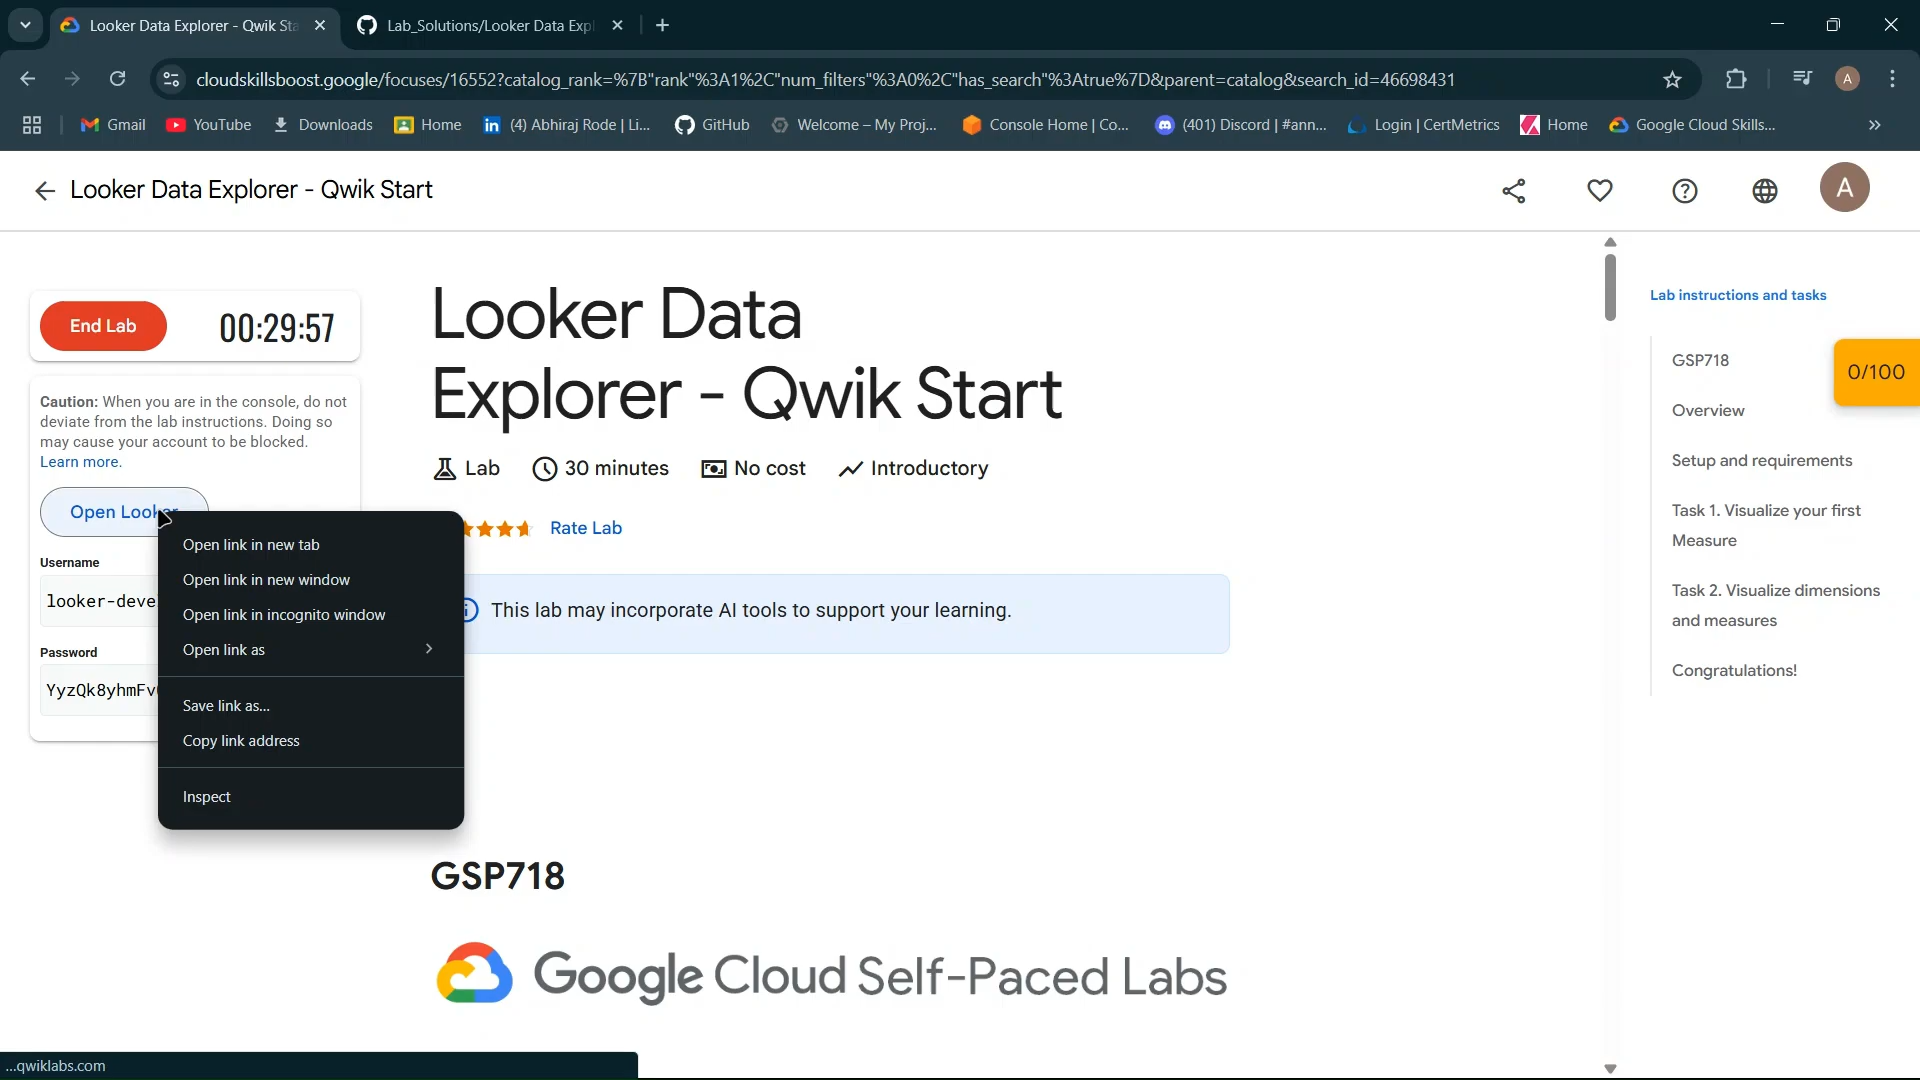 Looker Data Explorer - Qwik Sta
Lab_Solutions/Looker Data Expl
cloudskillsboost.google/focuses/16552?catalog_rank=%7B"rank"%3A1%2C"num_filters"%3A0%2C"has_search"%3Atrue%7D&parent=catalog&search_id=46698431
A
Gmail
YouTube
Downloads
Home
(4) Abhiraj Rode | Li...
GitHub
Welcome – My Proj...
Console Home | Co...
(401) Discord | #ann...
Login | CertMetrics
Home
Google Cloud Skills...
Looker Data Explorer - Qwik Start
A
End Lab
00:29:57
Caution: When you are in the console, do not
deviate from the lab instructions. Doing so
may cause your account to be blocked.
Learn more.
Open Looker
Username
looker-deve
Password
YyzQk8yhmFv
Open link in new tab
Open link in new window
Open link in incognito window
Open link as
Save link as...
Copy link address
Inspect
Looker Data
Explorer - Qwik Start
Lab
30 minutes
No cost
Introductory
Rate Lab
This lab may incorporate AI tools to support your learning.
GSP718
Google Cloud Self-Paced Labs
Lab instructions and tasks
GSP718
0/100
Overview
Setup and requirements
Task 1. Visualize your first
Measure
Task 2. Visualize dimensions
and measures
Congratulations!
...qwiklabs.com